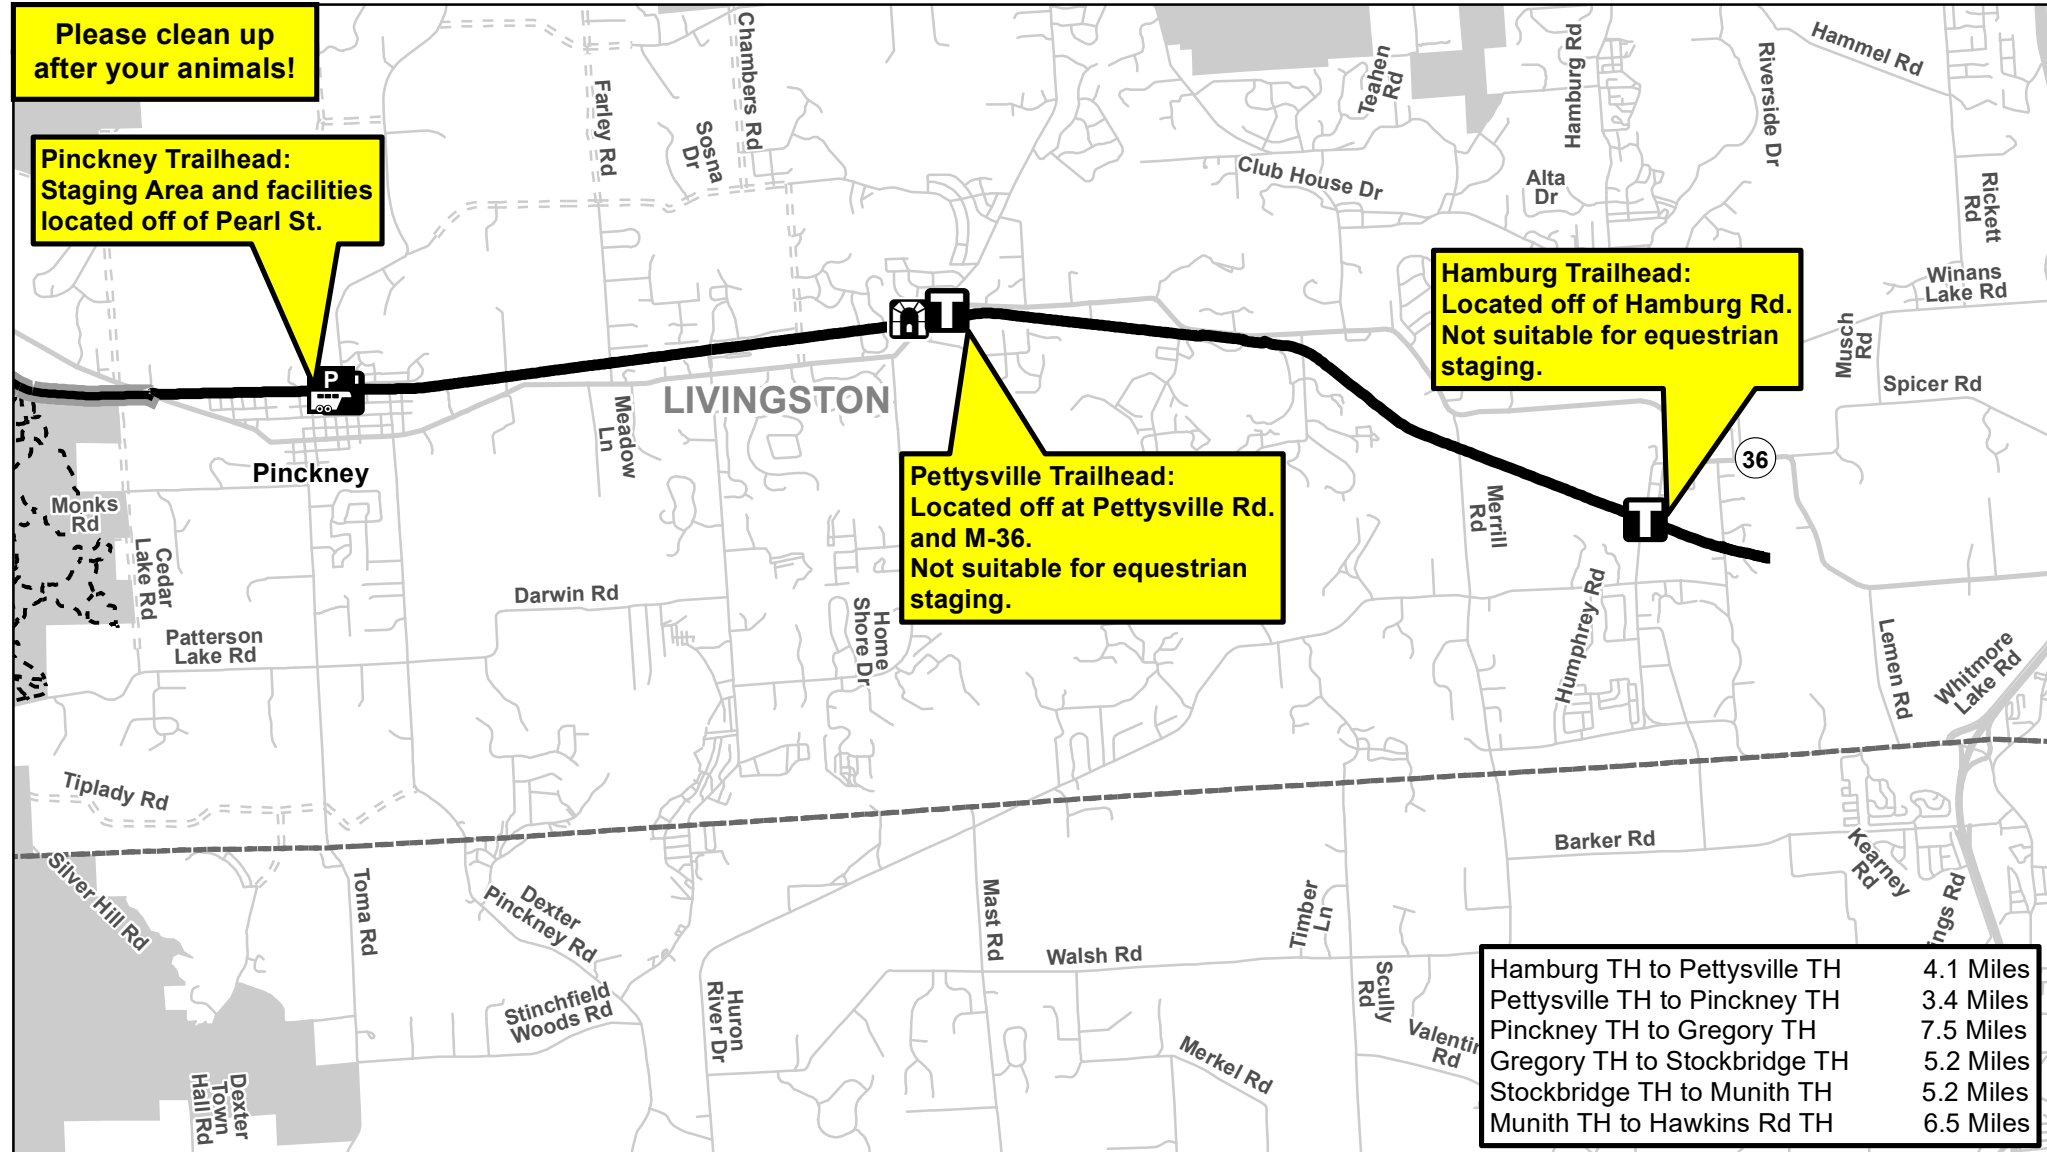 Please clean up
after your animals!
Pinckney Trailhead:
Staging Area and facilities
located off of Pearl St.
Hamburg Trailhead:
Located off of Hamburg Rd.
Not suitable for equestrian
staging.
Pettysville Trailhead:
Located off at Pettysville Rd.
and M-36.
Not suitable for equestrian
staging.
Farley Rd
Sosna
Dr
Chambers Rd
Teahen
Rd
Hamburg Rd
Riverside Dr
Hammel Rd
Club House Dr
Alta
Dr
Rickett
Rd
Winans
Lake Rd
Musch
Rd
Spicer Rd
P
T
LIVINGSTON
Meadow
Ln
Pinckney
36
T
Monks
Rd
Cedar
Lake Rd
Merrill
Rd
Darwin Rd
Home
Shore Dr
Humphrey Rd
Patterson
Lake Rd
Lemen Rd
Whitmore
Lake Rd
Tiplady Rd
Silver Hill Rd
Toma Rd
Dexter
Pinckney Rd
Mast Rd
Timber
Ln
Barker Rd
Kearney
Rd
ings Rd
Walsh Rd
Stinchfield
Woods Rd
Huron
River Dr
Scully
Rd
Valentin
Rd
Merkel Rd
Dexter
Town
Hall Rd
Hamburg TH to Pettysville TH 4.1 Miles
Pettysville TH to Pinckney TH 3.4 Miles
Pinckney TH to Gregory TH 7.5 Miles
Gregory TH to Stockbridge TH 5.2 Miles
Stockbridge TH to Munith TH 5.2 Miles
Munith TH to Hawkins Rd TH 6.5 Miles